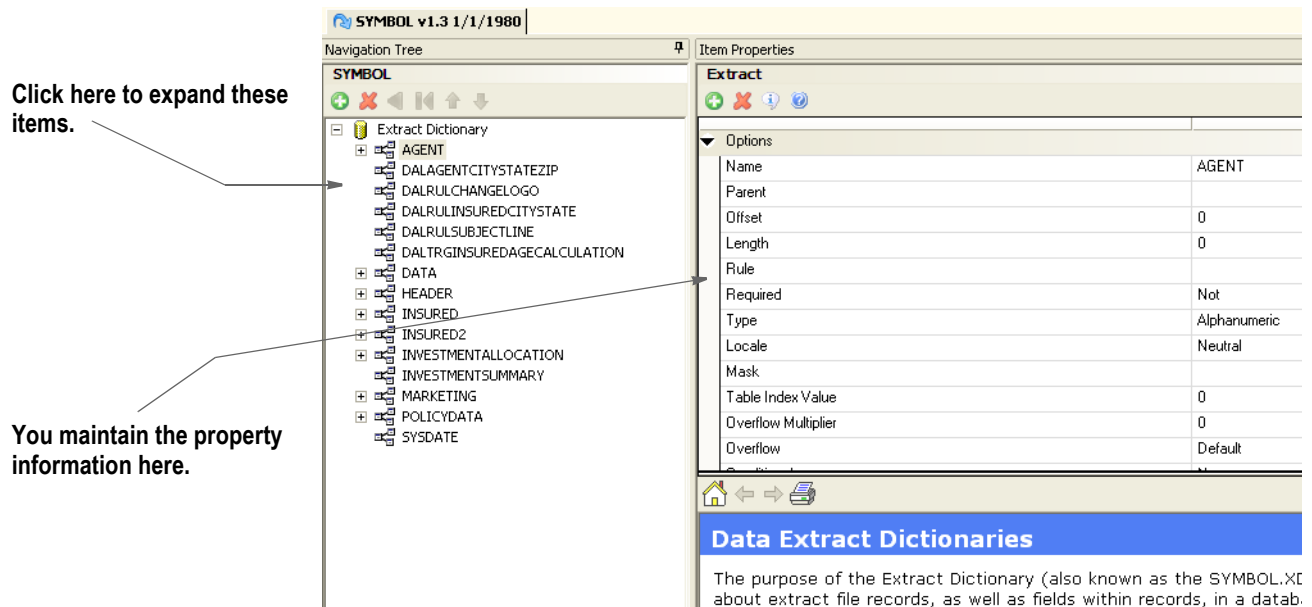 SYMBOL v1.3 1/1/1980
Navigation Tree
Item Properties
SYMBOL
Extract
Click here to expand these
items.
Extract Dictionary
AGENT
DALAGENTCITYSTATEZIP
DALRULCHANGELOGO
DALRULINSUREDCITYSTATE
DALRULSUBJECTLINE
DALTRGINSUREDAGECALCULATION
DATA
HEADER
INSURED
INSURED2
INVESTMENTALLOCATION
INVESTMENTSUMMARY
MARKETING
POLICYDATA
SYSDATE
You maintain the property
information here.
Options
Name AGENT
Parent
Offset 0
Length 0
Rule
Required Not
Type Alphanumeric
Locale Neutral
Mask
Table Index Value 0
Overflow Multiplier 0
Overflow Default
Data Extract Dictionaries
The purpose of the Extract Dictionary (also known as the SYMBOL.XD
about extract file records, as well as fields within records, in a datab